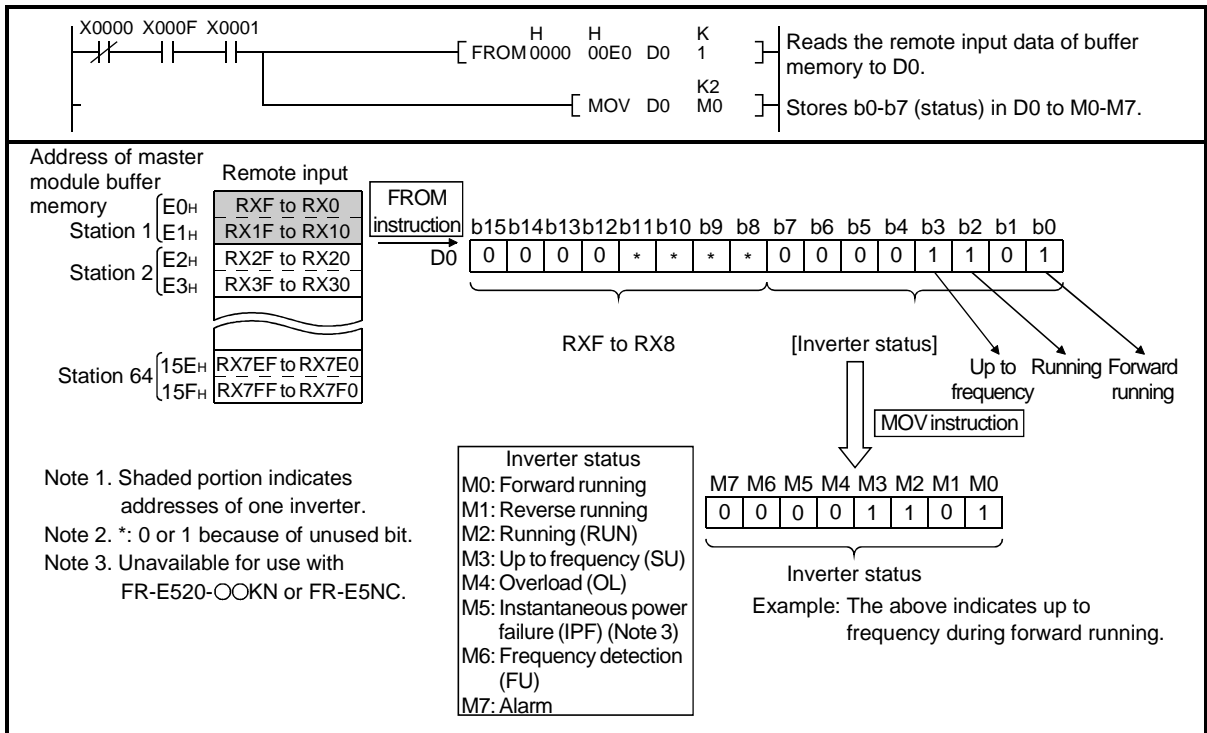 X0000 X000F X0001
H H K
FROM 0000 00E0 D0 1
Reads the remote input data of buffer
memory to D0.
K2
MOV D0 M0
Stores b0-b7 (status) in D0 to M0-M7.
Address of master
module buffer
memory
Remote input
FROM
instruction
Station 1
E0H RXF to RX0
E1H RX1F to RX10
Station 2
E2H RX2F to RX20
E3H RX3F to RX30
Station 64
15EH RX7EF to RX7E0
15FH RX7FF to RX7F0
b15 b14 b13 b12 b11 b10 b9 b8 b7 b6 b5 b4 b3 b2 b1 b0
D0 0 0 0 0 * * * * 0 0 0 0 1 1 0 1
RXF to RX8
[Inverter status]
Up to
frequency
Running
Forward
running
MOV instruction
Note 1. Shaded portion indicates
addresses of one inverter.
Note 2. *: 0 or 1 because of unused bit.
Note 3. Unavailable for use with
FR-E520-○○KN or FR-E5NC.
Inverter status
M0: Forward running
M1: Reverse running
M2: Running (RUN)
M3: Up to frequency (SU)
M4: Overload (OL)
M5: Instantaneous power
failure (IPF) (Note 3)
M6: Frequency detection
(FU)
M7: Alarm
M7 M6 M5 M4 M3 M2 M1 M0
0 0 0 0 1 1 0 1
Inverter status
Example: The above indicates up to
frequency during forward running.